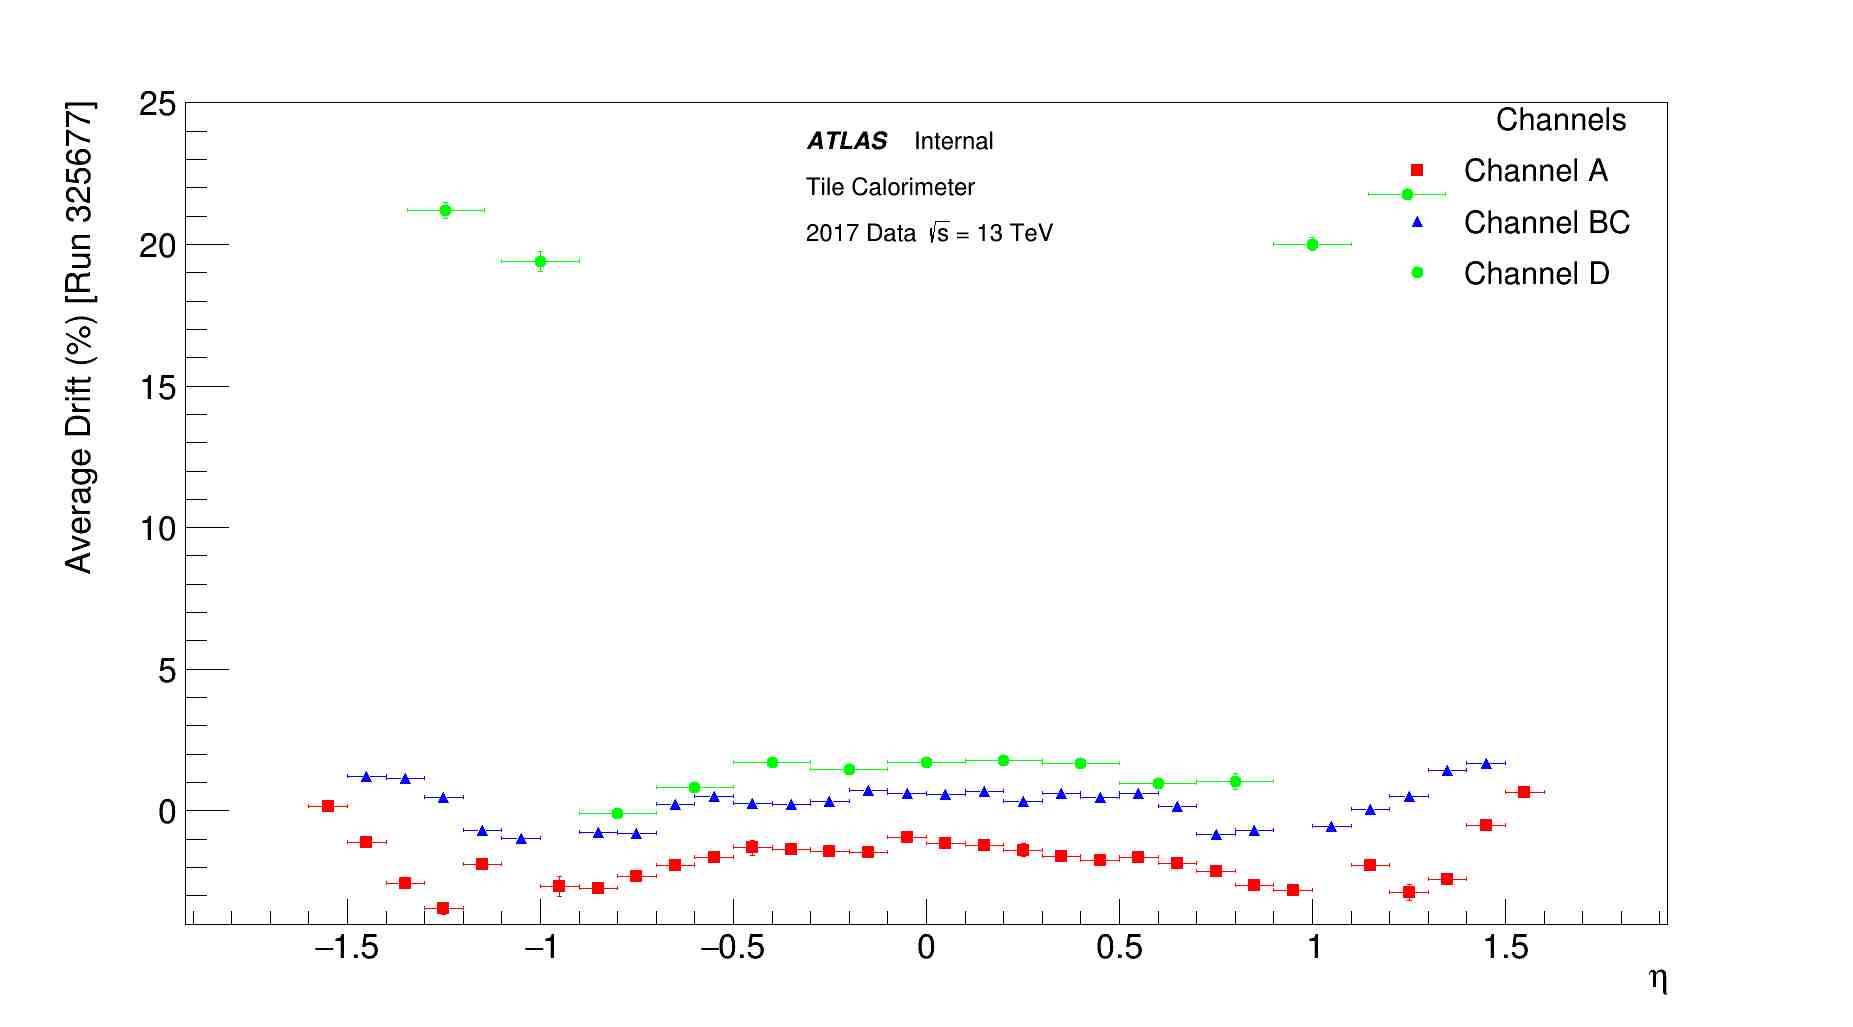 Average Drift (%) [Run 325677]
25
20
15
10
5
0
ATLAS Internal
Tile Calorimeter
2017 Data √s = 13 TeV
Channels
Channel A
Channel BC
Channel D
−1.5 −1 −0.5 0 0.5 1 1.5
η